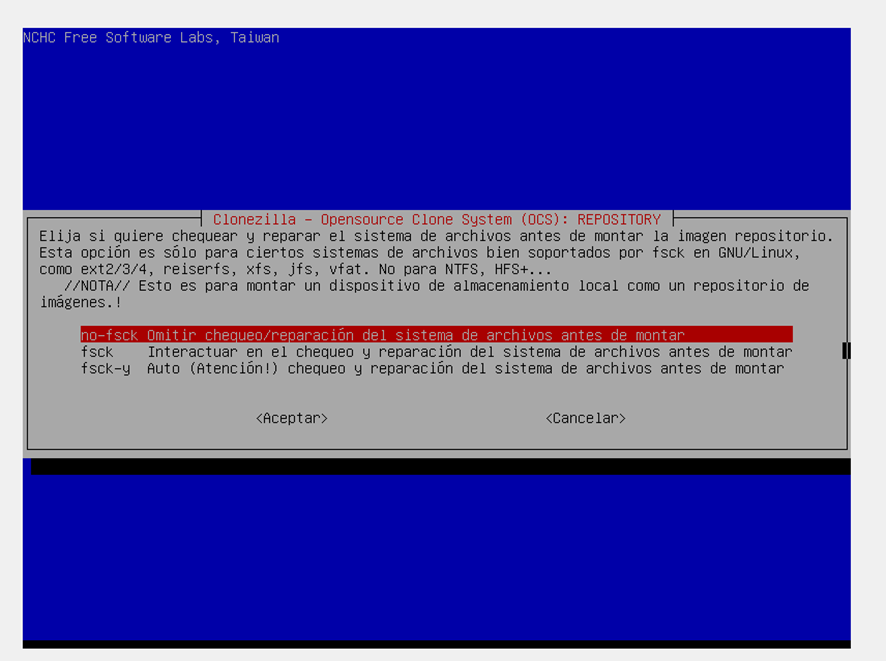 NCHC Free Software Labs, Taiwan
Clonezilla - Opensource Clone System (OCS): REPOSITORY
Elija si quiere chequear y reparar el sistema de archivos antes de montar la imagen repositorio.
Esta opción es sólo para ciertos sistemas de archivos bien soportados por fsck en GNU/Linux,
como ext2/3/4, reiserfs, xfs, jfs, vfat. No para NTFS, HFS+...
//NOTA// Esto es para montar un dispositivo de almacenamiento local como un repositorio de
imágenes.!
no-fsck Omitir chequeo/reparación del sistema de archivos antes de montar
fsck Interactuar en el chequeo y reparación del sistema de archivos antes de montar
fsck-y Auto (Atención!) chequeo y reparación del sistema de archivos antes de montar
<Aceptar> <Cancelar>